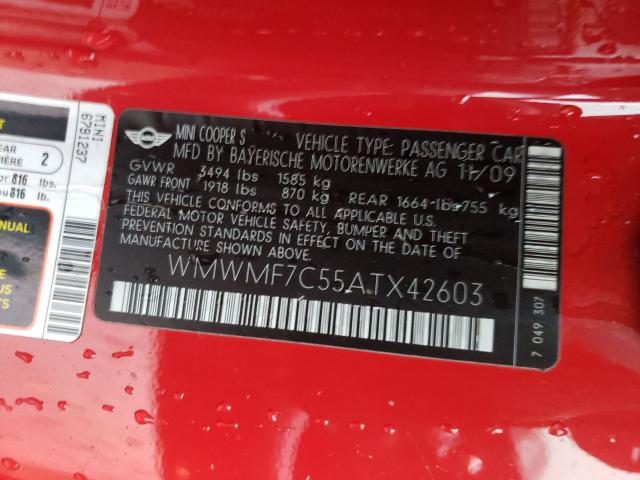 MINI
MINI COOPER S
VEHICLE TYPE: PASSENGER CAR
MFD BY BAYERISCHE MOTORENWERKE AG 11/09
GVWR 3494 lbs 1585 kg
GAWR FRONT 1918 lbs 870 kg REAR 1664 lbs 755 kg
THIS VEHICLE CONFORMS TO ALL APPLICABLE
FEDERAL MOTOR VEHICLE SAFETY, BUMPER AND THEFT
PREVENTION STANDARDS IN EFFECT ON THE DATE OF
MANUFACTURE SHOWN ABOVE.
WMWMF7C55ATX42603
7 049 307
MINI 6791237
2
816 lbs.
816 lbs.
ANUAL